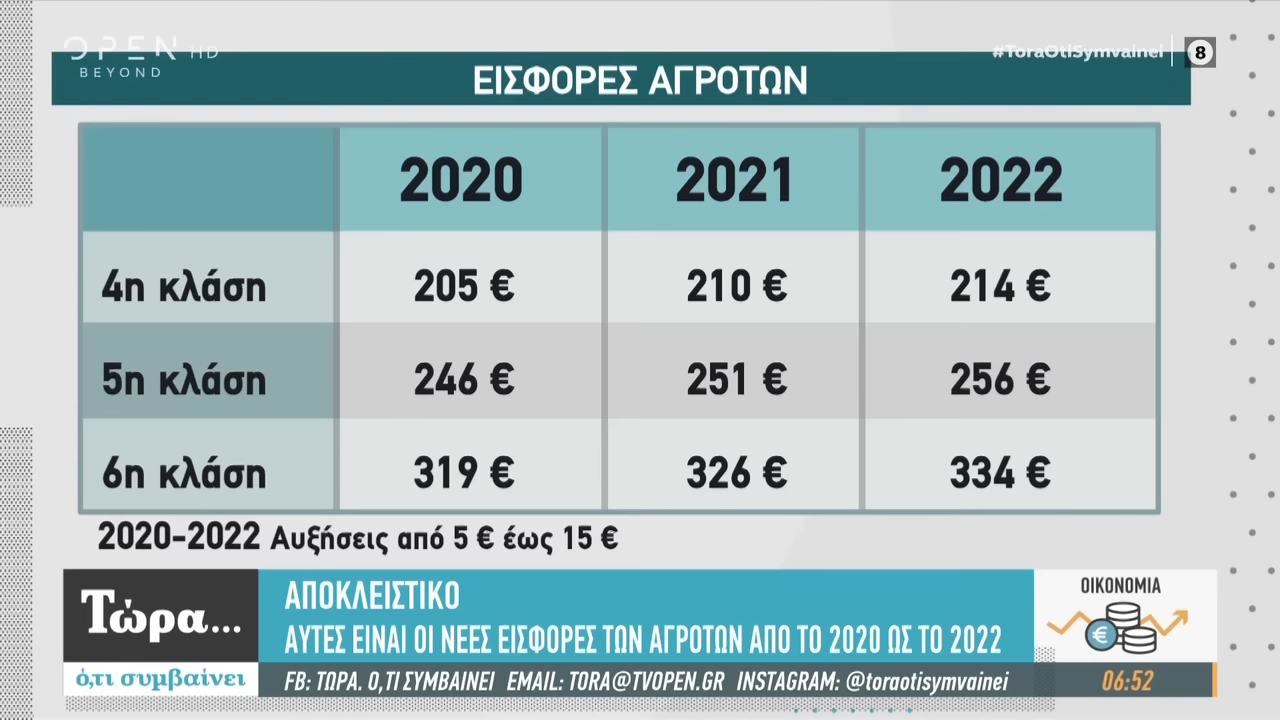 OPEN HD
BEYOND
#ToraOtiSymvainei
8
ΕΙΣΦΟΡΕΣ ΑΓΡΟΤΩΝ
2020 2021 2022
4η κλάση 205 € 210 € 214 €
5η κλάση 246 € 251 € 256 €
6η κλάση 319 € 326 € 334 €
2020-2022 Αυξήσεις από 5 € έως 15 €
Τώρα...
ό,τι συμβαίνει
ΑΠΟΚΛΕΙΣΤΙΚΟ
ΑΥΤΕΣ ΕΙΝΑΙ ΟΙ ΝΕΕΣ ΕΙΣΦΟΡΕΣ ΤΩΝ ΑΓΡΟΤΩΝ ΑΠΟ ΤΟ 2020 ΩΣ ΤΟ 2022
ΟΙΚΟΝΟΜΙΑ
€
FB: ΤΩΡΑ. Ο,ΤΙ ΣΥΜΒΑΙΝΕΙ EMAIL: TORA@TVOPEN.GR INSTAGRAM: @toraotisymvainei
06:52